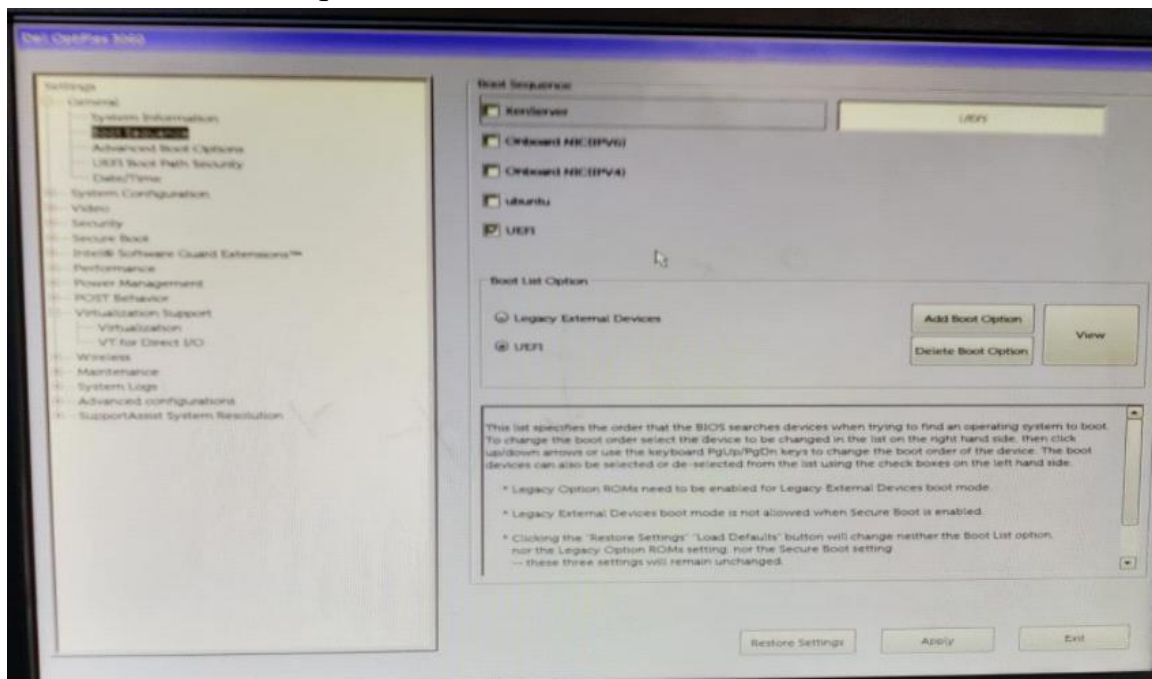 Dell OptiPlex 3060
Settings
General
System Information
Boot Sequence
Advanced Boot Options
UEFI Boot Path Security
Date/Time
System Configuration
Video
Security
Secure Boot
Intel® Software Guard Extensions™
Performance
Power Management
POST Behavior
Virtualization Support
Virtualization
VT for Direct I/O
Wireless
Maintenance
System Logs
Advanced configurations
SupportAssist System Resolution
Boot Sequence
XenServer
UEFI
Onboard NIC(IPV6)
Onboard NIC(IPV4)
ubuntu
UEFI
Boot List Option
Legacy External Devices
UEFI
Add Boot Option
Delete Boot Option
View
This list specifies the order that the BIOS searches devices when trying to find an operating system to boot.
To change the boot order select the device to be changed in the list on the right hand side, then click
up/down arrows or use the keyboard PgUp/PgDn keys to change the boot order of the device. The boot
devices can also be selected or de-selected from the list using the check boxes on the left hand side.
* Legacy Option ROMs need to be enabled for Legacy External Devices boot mode.
* Legacy External Devices boot mode is not allowed when Secure Boot is enabled.
* Clicking the "Restore Settings" "Load Defaults" button will change neither the Boot List option,
nor the Legacy Option ROMs setting, nor the Secure Boot setting
-- these three settings will remain unchanged.
Restore Settings
Apply
Exit